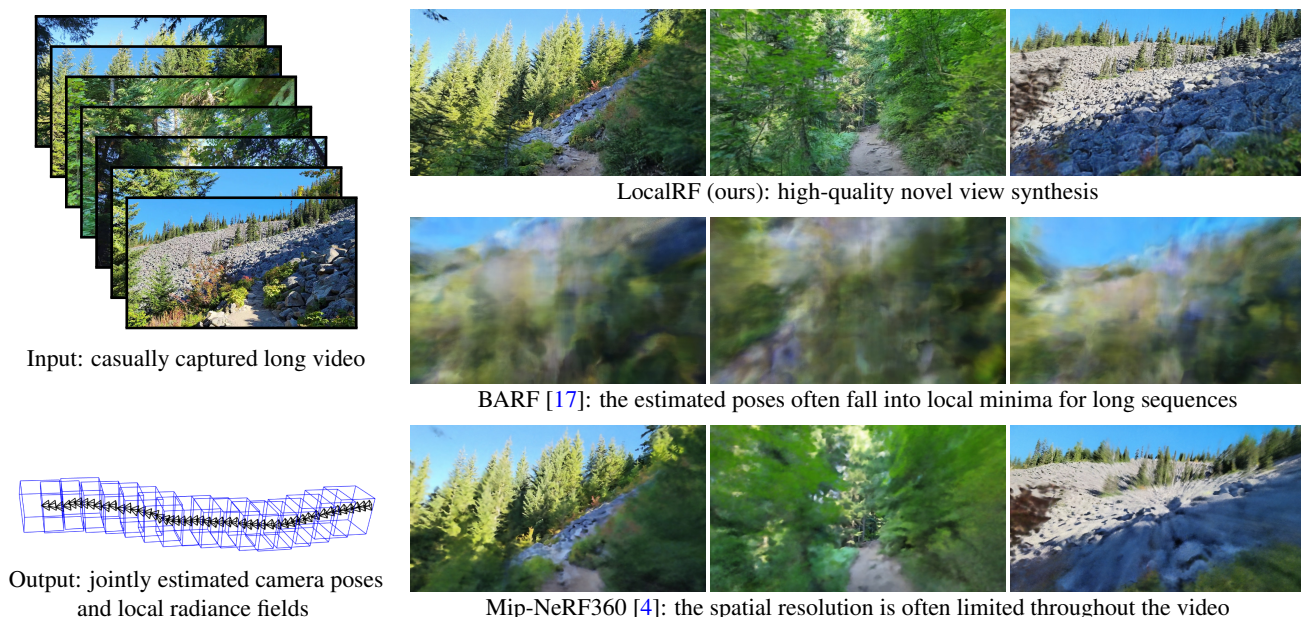 Input: casually captured long video
Output: jointly estimated camera poses
and local radiance fields
LocalRF (ours): high-quality novel view synthesis
BARF [17]: the estimated poses often fall into local minima for long sequences
Mip-NeRF360 [4]: the spatial resolution is often limited throughout the video